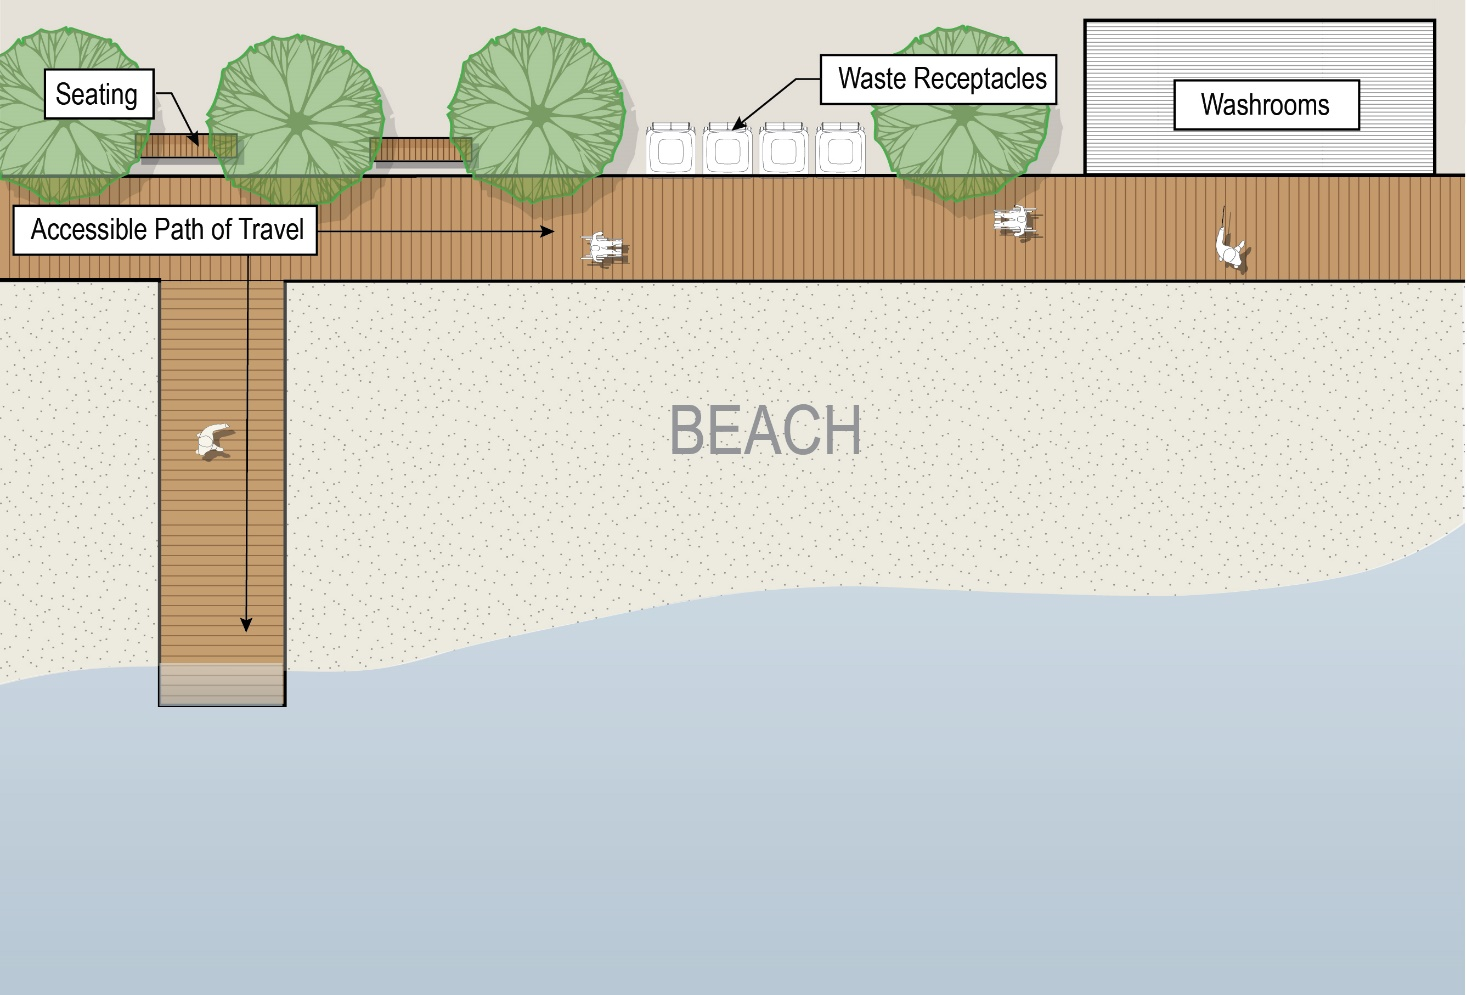 Seating
Waste Receptacles
Washrooms
Accessible Path of Travel
BEACH